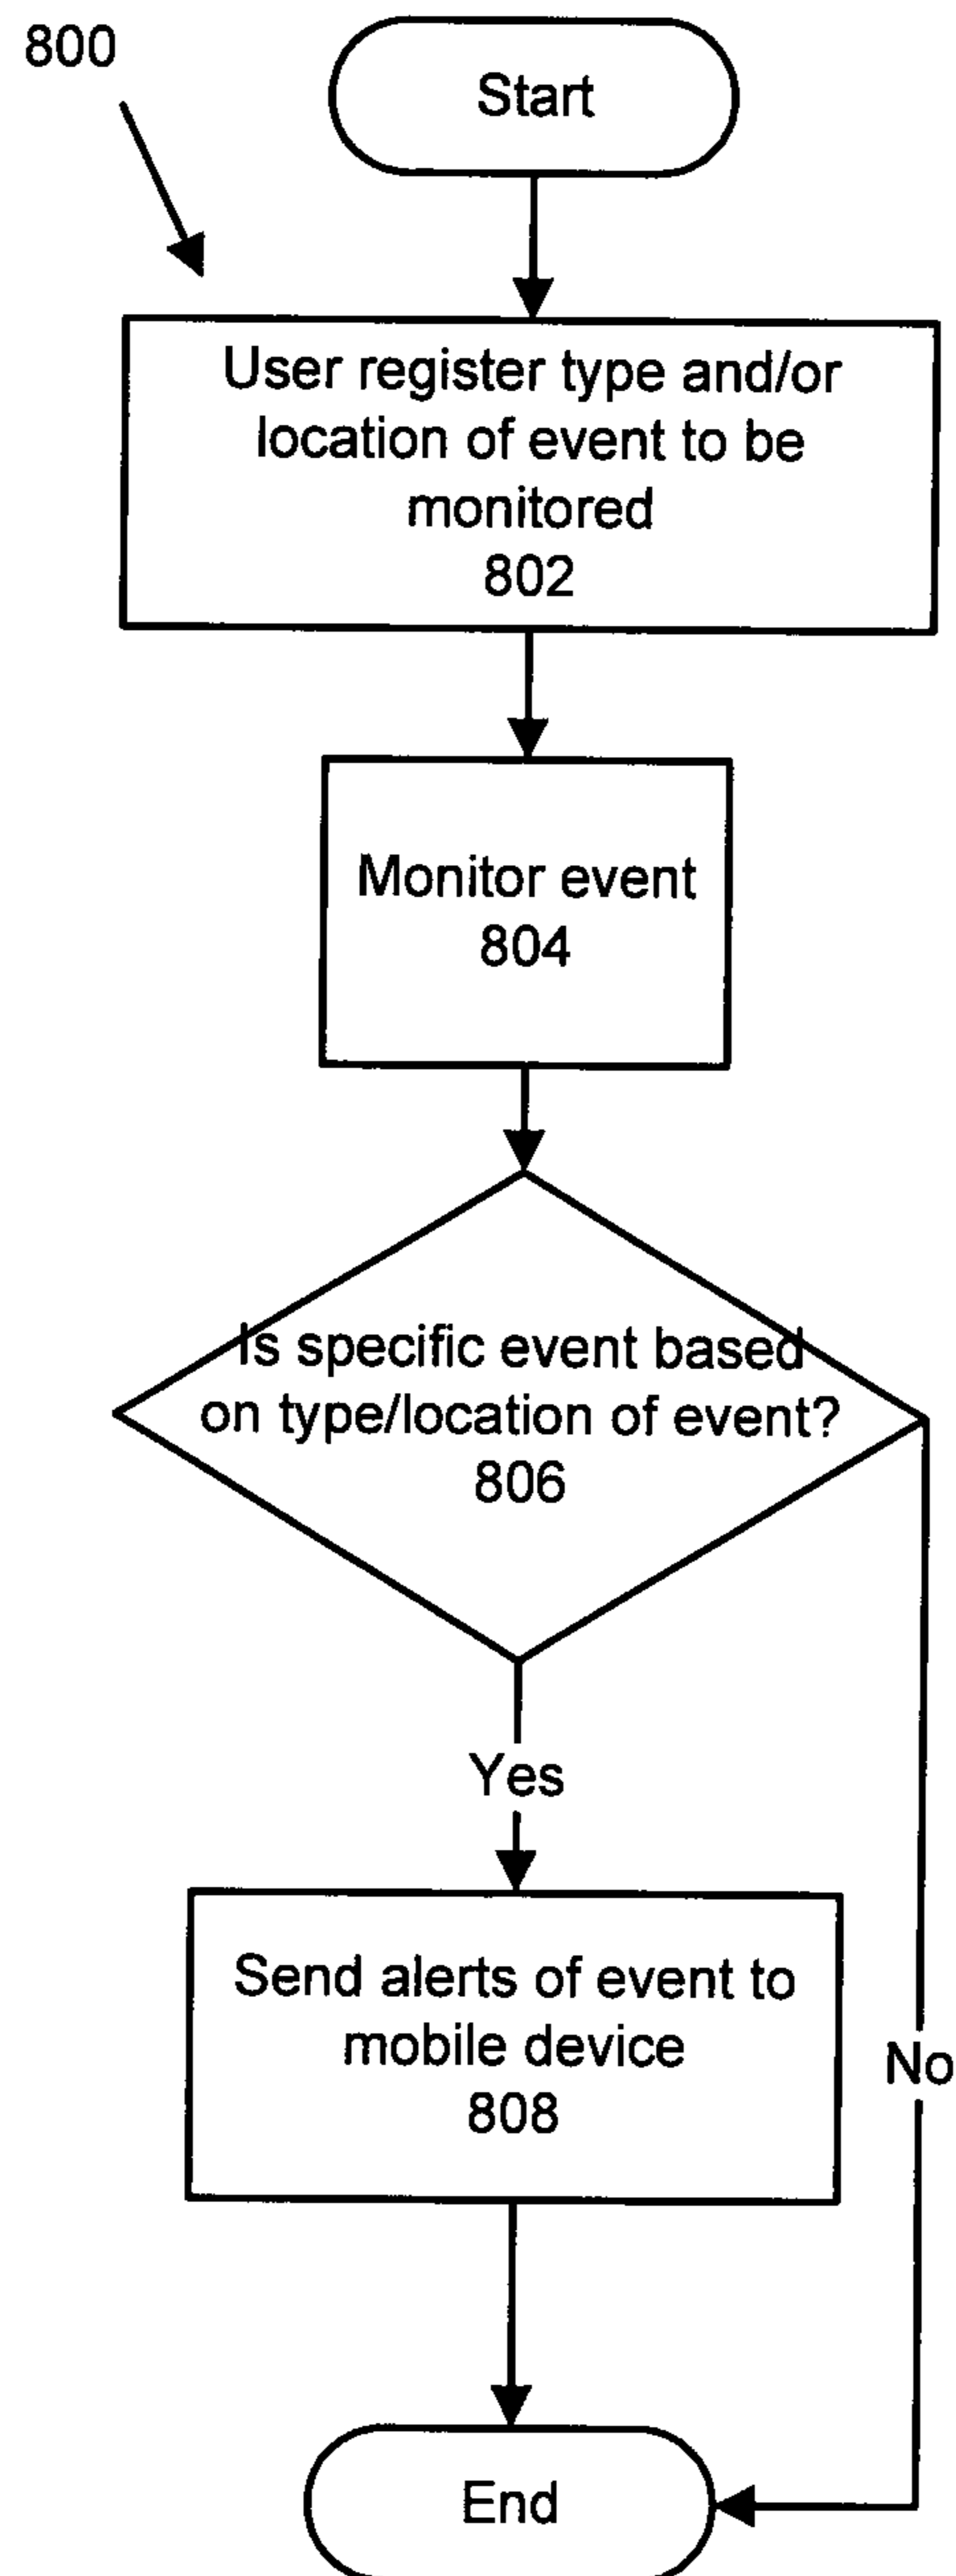 800
Start
User register type and/or
location of event to be
monitored
802
Monitor event
804
Is specific event based
on type/location of event?
806
Yes
Send alerts of event to
mobile device
808
No
End